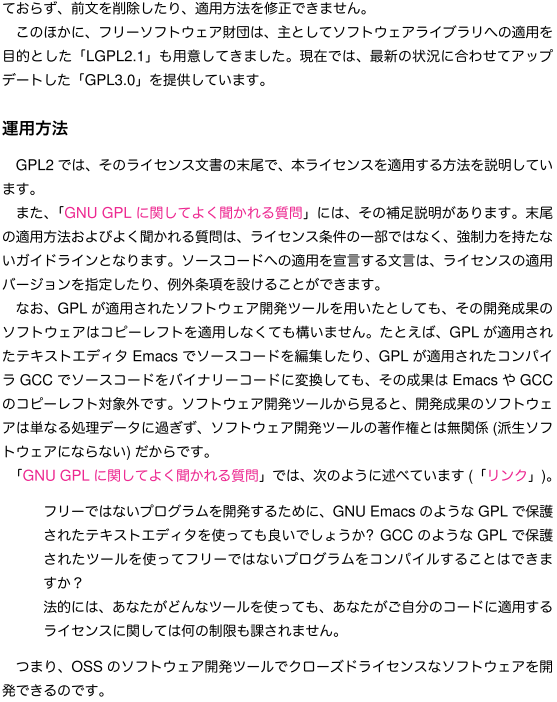 ておらず、前文を削除したり、適用方法を修正できません。
このほかに、フリーソフトウェア財団は、主としてソフトウェアライブラリへの適用を
目的とした「LGPL2.1」も用意してきました。現在では、最新の状況に合わせてアップ
デートした「GPL3.0」を提供しています。
運用方法
GPL2 では、そのライセンス文書の末尾で、本ライセンスを適用する方法を説明してい
ます。
また、「GNU GPL に関してよく聞かれる質問」には、その補足説明があります。末尾
の適用方法およびよく聞かれる質問は、ライセンス条件の一部ではなく、強制力を持たな
いガイドラインとなります。ソースコードへの適用を宣言する文言は、ライセンスの適用
バージョンを指定したり、例外条項を設けることができます。
なお、GPL が適用されたソフトウェア開発ツールを用いたとしても、その開発成果の
ソフトウェアはコピーレフトを適用しなくても構いません。たとえば、GPL が適用され
たテキストエディタ Emacs でソースコードを編集したり、GPL が適用されたコンパイ
ラ GCC でソースコードをバイナリーコードに変換しても、その成果は Emacs や GCC
のコピーレフト対象外です。ソフトウェア開発ツールから見ると、開発成果のソフトウェ
アは単なる処理データに過ぎず、ソフトウェア開発ツールの著作権とは無関係 (派生ソフ
トウェアにならない) だからです。
「GNU GPL に関してよく聞かれる質問」では、次のように述べています (「リンク」)。
フリーではないプログラムを開発するために、GNU Emacs のような GPL で保護
されたテキストエディタを使っても良いでしょうか? GCC のような GPL で保護
されたツールを使ってフリーではないプログラムをコンパイルすることはできま
すか?
法的には、あなたがどんなツールを使っても、あなたがご自分のコードに適用する
ライセンスに関しては何の制限も課されません。
つまり、OSS のソフトウェア開発ツールでクローズドライセンスなソフトウェアを開
発できるのです。